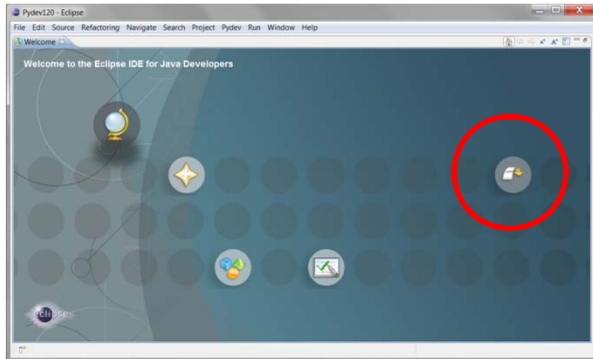 Pydev120 - Eclipse
File Edit Source Refactoring Navigate Search Project Pydev Run Window Help
Welcome
Welcome to the Eclipse IDE for Java Developers
eclipse